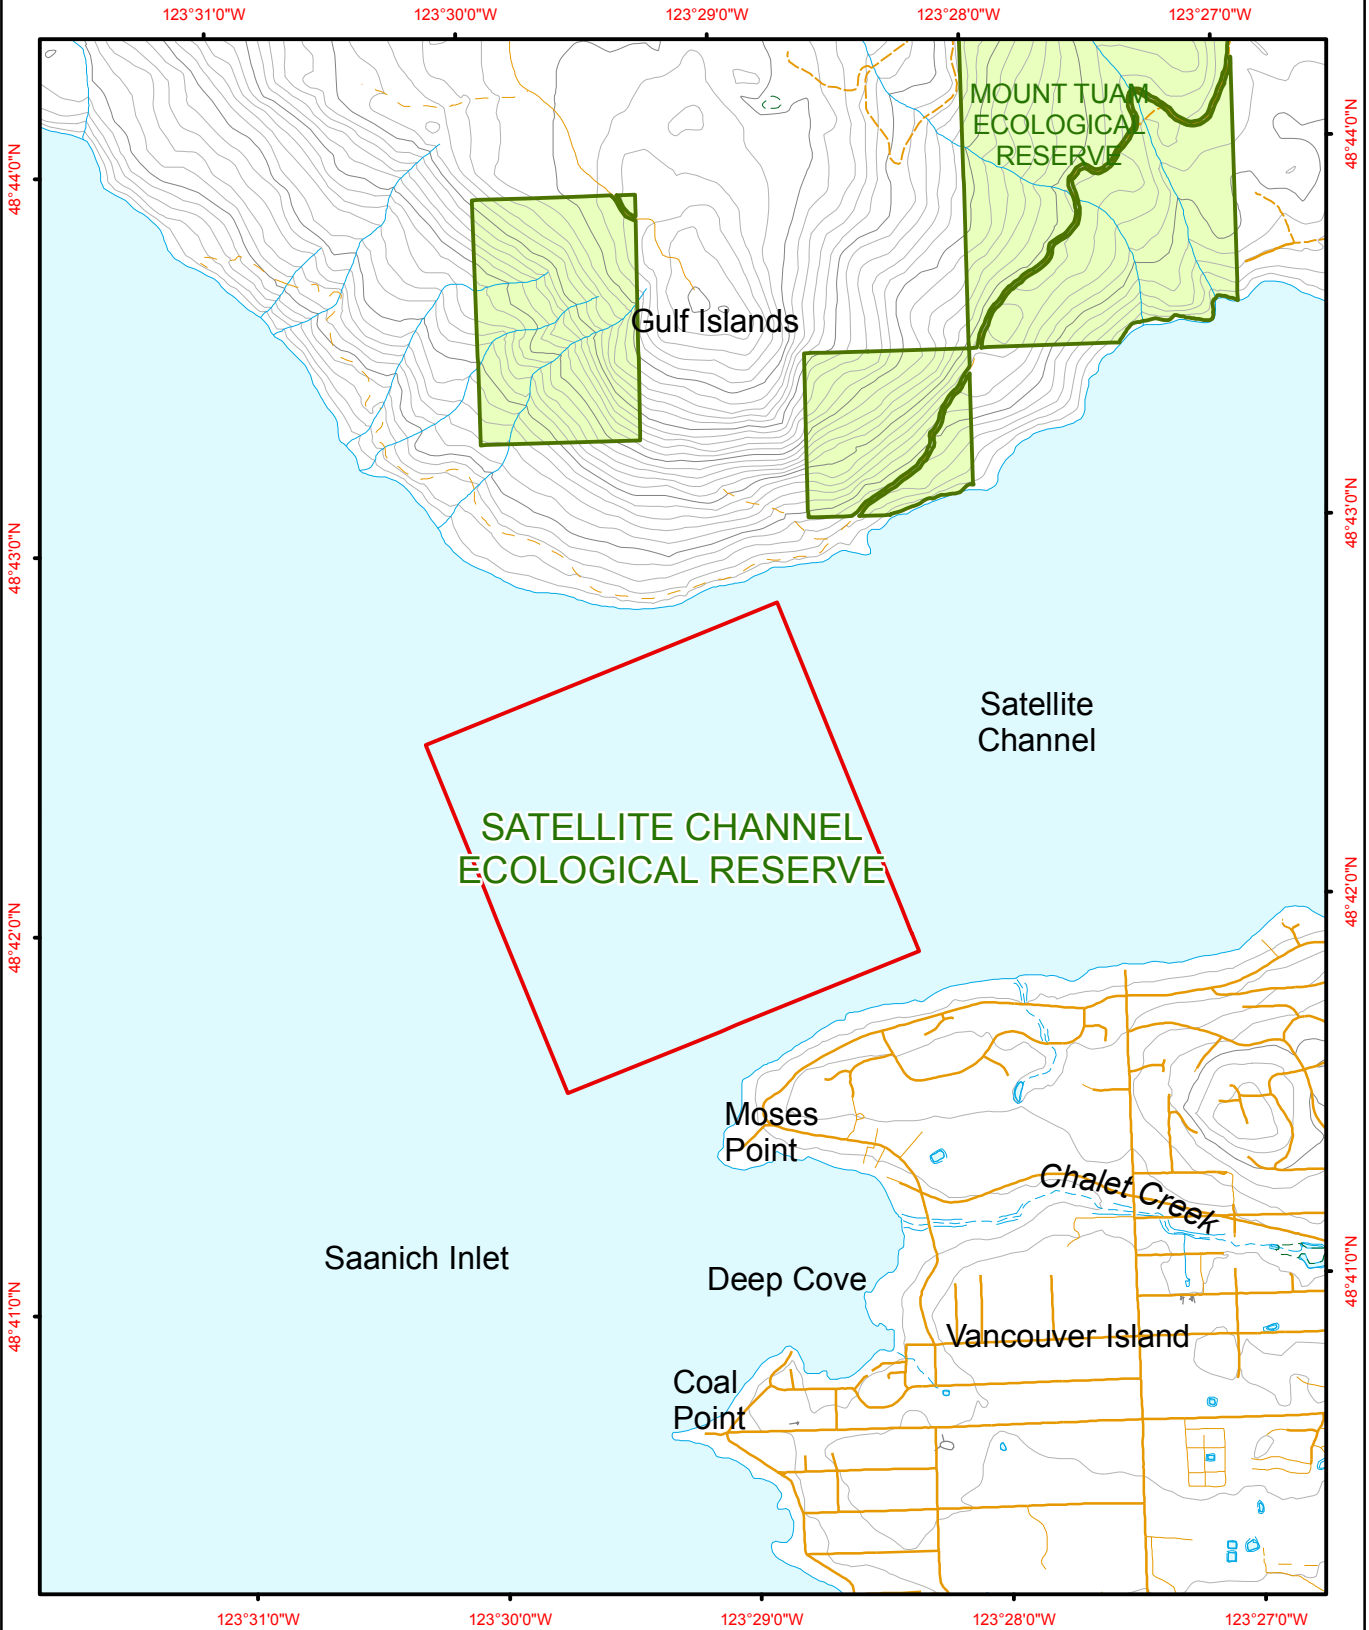 123°31'0"W
123°30'0"W
123°29'0"W
123°28'0"W
123°27'0"W
48°44'0"N
48°44'0"N
MOUNT TUAM
ECOLOGICAL
RESERVE
Gulf Islands
48°43'0"N
48°43'0"N
Satellite
Channel
SATELLITE CHANNEL
ECOLOGICAL RESERVE
48°42'0"N
48°42'0"N
Moses
Point
Chalet Creek
Saanich Inlet
Deep Cove
48°41'0"N
48°41'0"N
Vancouver Island
Coal
Point
123°31'0"W
123°30'0"W
123°29'0"W
123°28'0"W
123°27'0"W